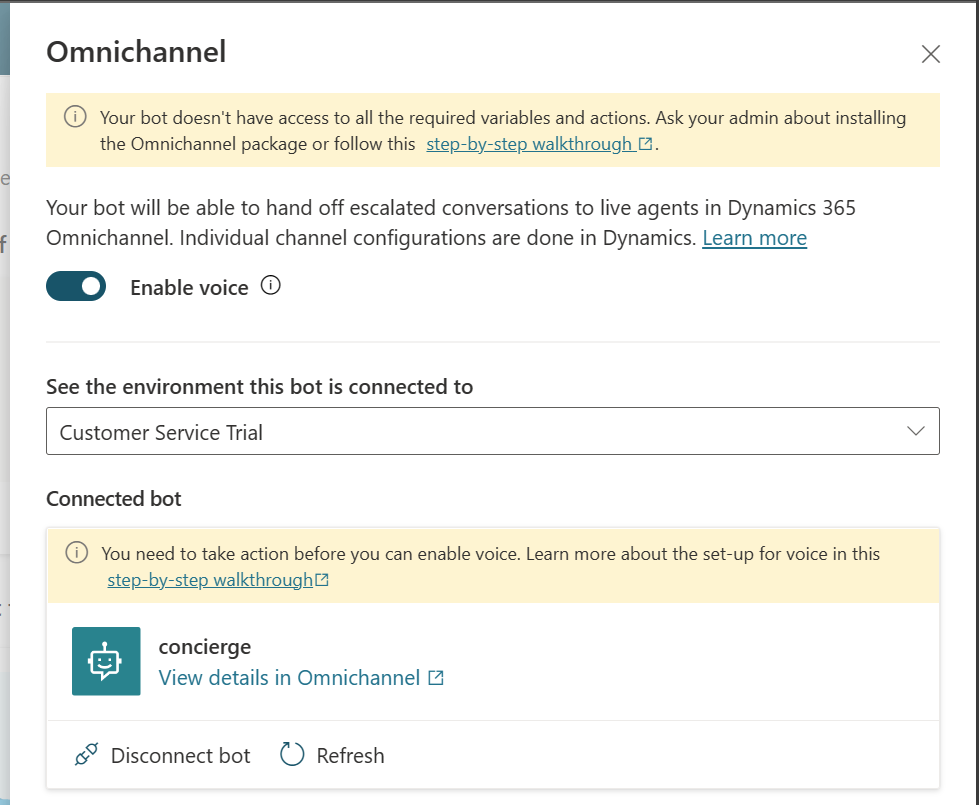 Omnichannel
Your bot doesn't have access to all the required variables and actions. Ask your admin about installing
the Omnichannel package or follow this step-by-step walkthrough.
Your bot will be able to hand off escalated conversations to live agents in Dynamics 365
Omnichannel. Individual channel configurations are done in Dynamics. Learn more
Enable voice
See the environment this bot is connected to
Customer Service Trial
Connected bot
You need to take action before you can enable voice. Learn more about the set-up for voice in this
step-by-step walkthrough
concierge
View details in Omnichannel
Disconnect bot Refresh